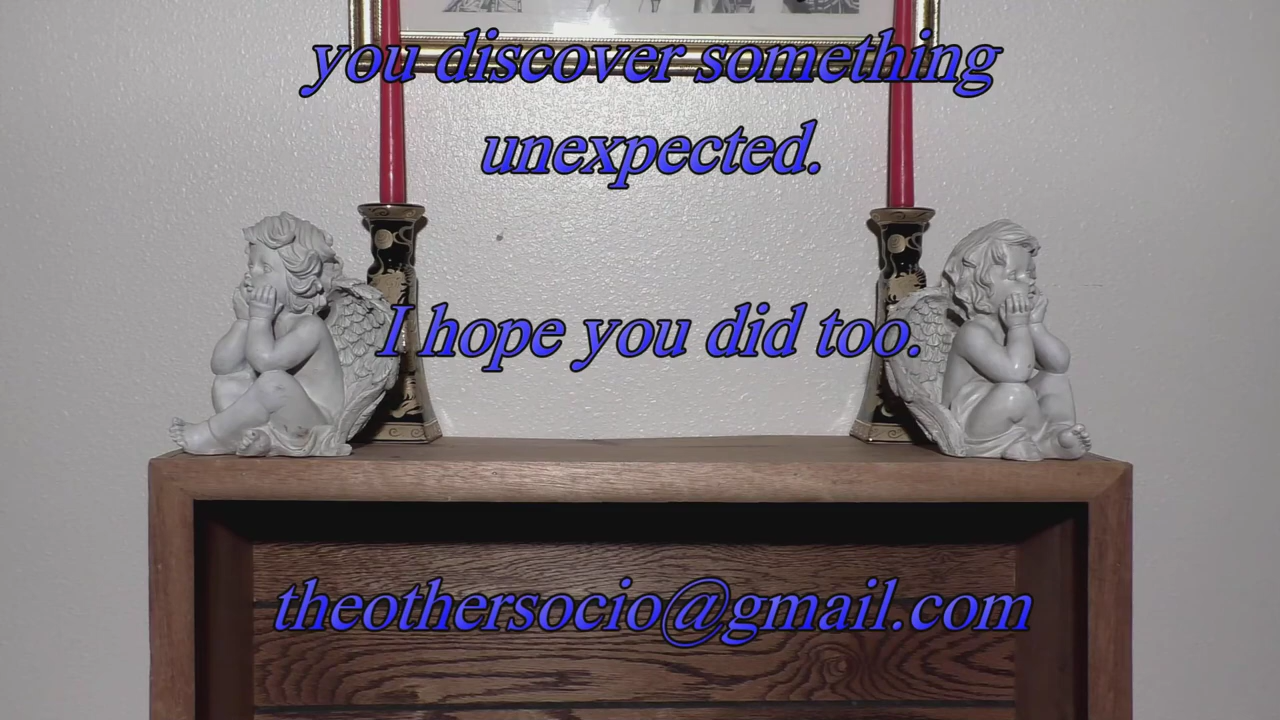 you discover something
unexpected.
I hope you did too.
theothersocio@gmail.com